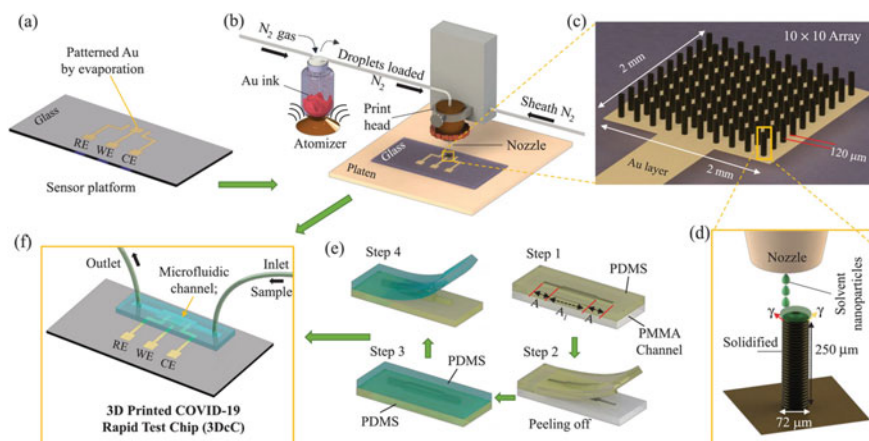 (a)
Patterned Au
by evaporation
Glass
RE
WE
CE
Sensor platform
(b)
N₂ gas
Droplets loaded
N₂
Au ink
Print
head
Sheath N₂
Atomizer
Nozzle
Glass
Platen
(c)
10 × 10 Array
2 mm
120 μm
2 mm
Au layer
(d)
Nozzle
Solvent
nanoparticles
γ
γ
Solidified
250 μm
72 μm
(e)
Step 4
Step 1
PDMS
PMMA
Channel
Step 3
Step 2
PDMS
PDMS
Peeling off
(f)
Outlet
Microfluidic
channel;
Inlet
Sample
RE
WE
CE
3D Printed COVID-19
Rapid Test Chip (3DcC)